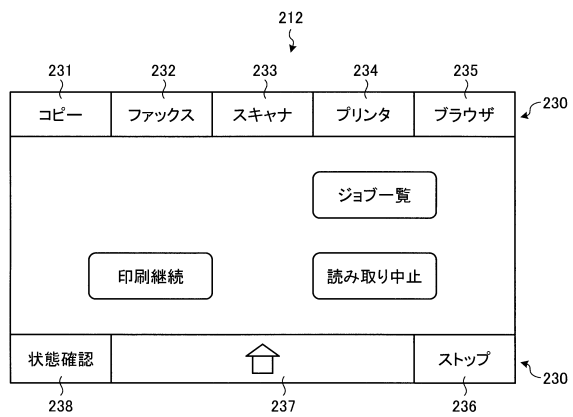 212
231 232 233 234 235
コピー ファックス スキャナ プリンタ ブラウザ 230
ジョブ一覧
印刷継続 読み取り中止
状態確認 ストップ 230
238 237 236